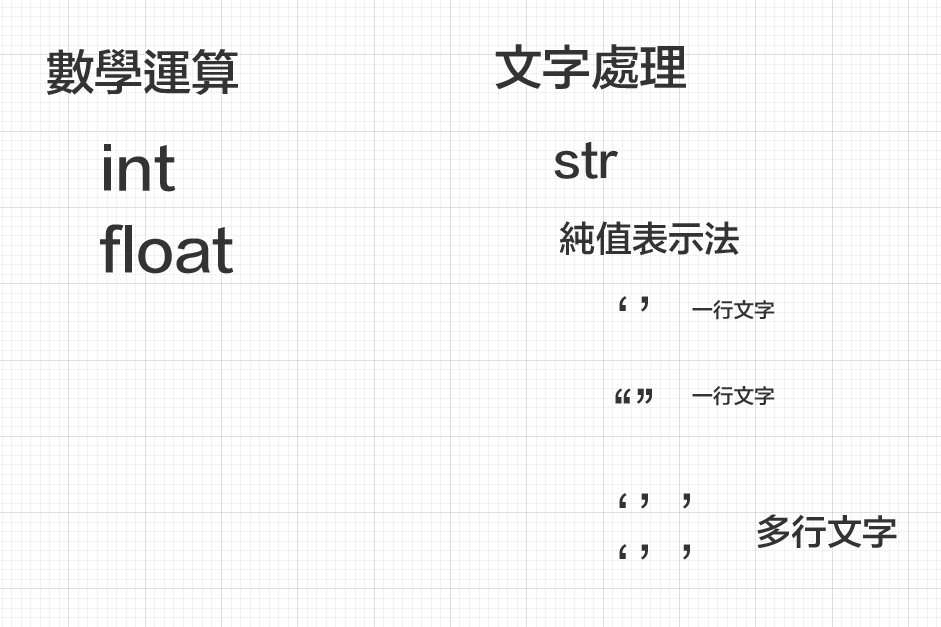 數學運算
int
float
文字處理
str
純值表示法
‘ ’ 一行文字
“” 一行文字
‘ ’ ’
‘ ’ ’
多行文字